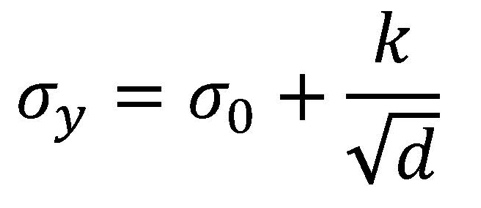 σ_y = σ_0 + k/√d